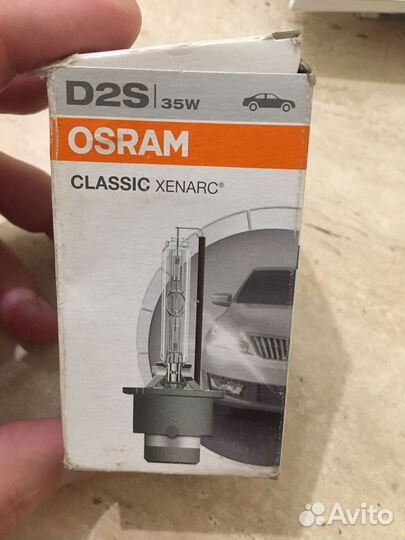 D2S | 35W
OSRAM
CLASSIC XENARC®
Avito